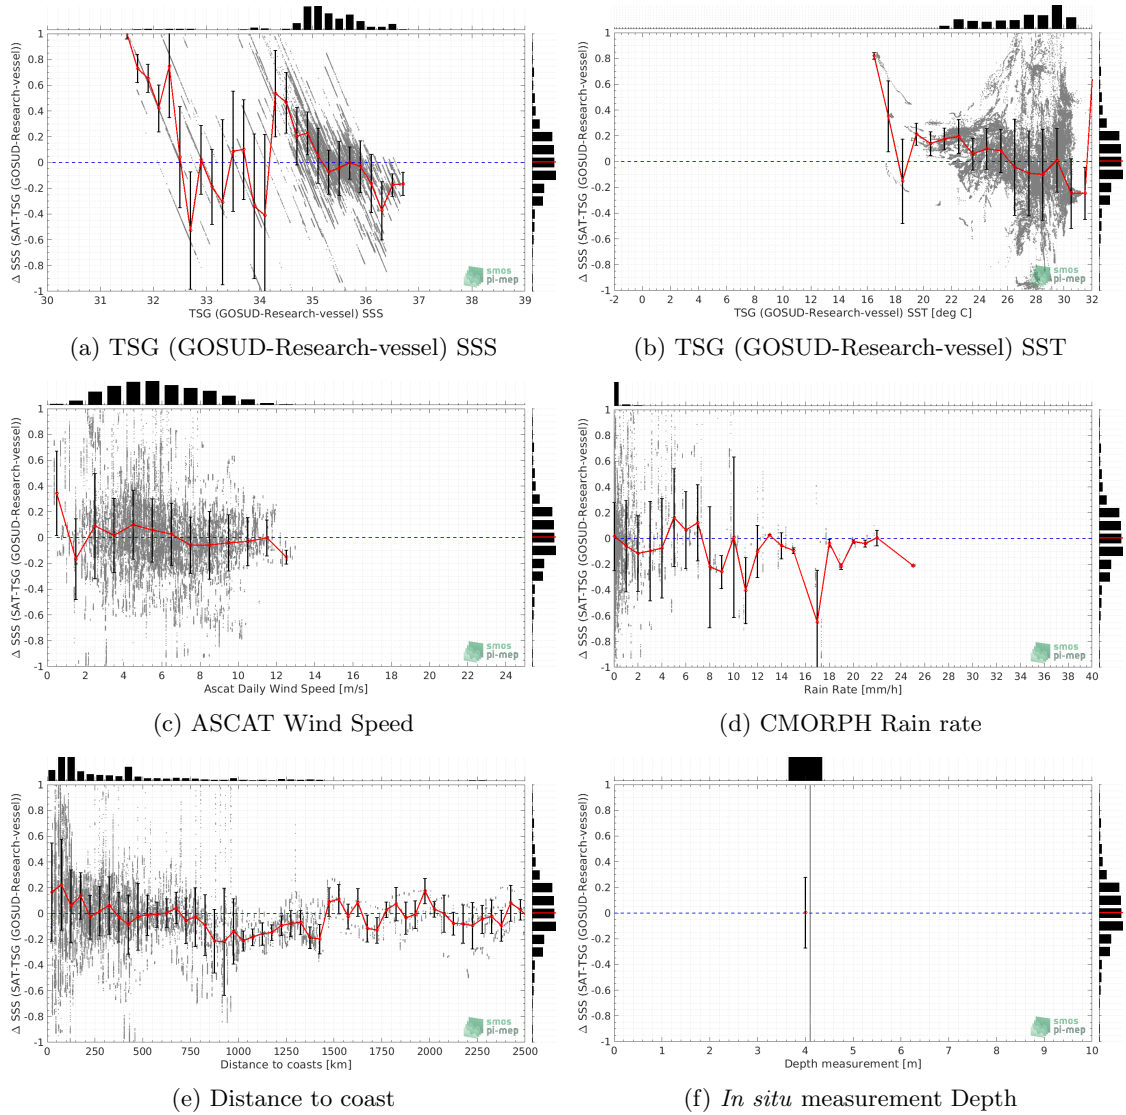 Δ SSS (SAT-TSG (GOSUD-Research-vessel))
1
0.8
0.6
0.4
0.2
0
-0.2
-0.4
-0.6
-0.8
-1
30 31 32 33 34 35 36 37 38 39
TSG (GOSUD-Research-vessel) SSS
smos
pi-mep
(a) TSG (GOSUD-Research-vessel) SSS
Δ SSS (SAT-TSG (GOSUD-Research-vessel))
1
0.8
0.6
0.4
0.2
0
-0.2
-0.4
-0.6
-0.8
-1
-2 0 2 4 6 8 10 12 14 16 18 20 22 24 26 28 30 32
TSG (GOSUD-Research-vessel) SST [deg C]
smos
pi-mep
(b) TSG (GOSUD-Research-vessel) SST
Δ SSS (SAT-TSG (GOSUD-Research-vessel))
1
0.8
0.6
0.4
0.2
0
-0.2
-0.4
-0.6
-0.8
-1
0 2 4 6 8 10 12 14 16 18 20 22 24
Ascat Daily Wind Speed [m/s]
smos
pi-mep
(c) ASCAT Wind Speed
Δ SSS (SAT-TSG (GOSUD-Research-vessel))
1
0.8
0.6
0.4
0.2
0
-0.2
-0.4
-0.6
-0.8
-1
0 2 4 6 8 10 12 14 16 18 20 22 24 26 28 30 32 34 36 38 40
Rain Rate [mm/h]
smos
pi-mep
(d) CMORPH Rain rate
Δ SSS (SAT-TSG (GOSUD-Research-vessel))
1
0.8
0.6
0.4
0.2
0
-0.2
-0.4
-0.6
-0.8
-1
0 250 500 750 1000 1250 1500 1750 2000 2250 2500
Distance to coasts [km]
smos
pi-mep
(e) Distance to coast
Δ SSS (SAT-TSG (GOSUD-Research-vessel))
1
0.8
0.6
0.4
0.2
0
-0.2
-0.4
-0.6
-0.8
-1
0 1 2 3 4 5 6 7 8 9 10
Depth measurement [m]
smos
pi-mep
(f) In situ measurement Depth